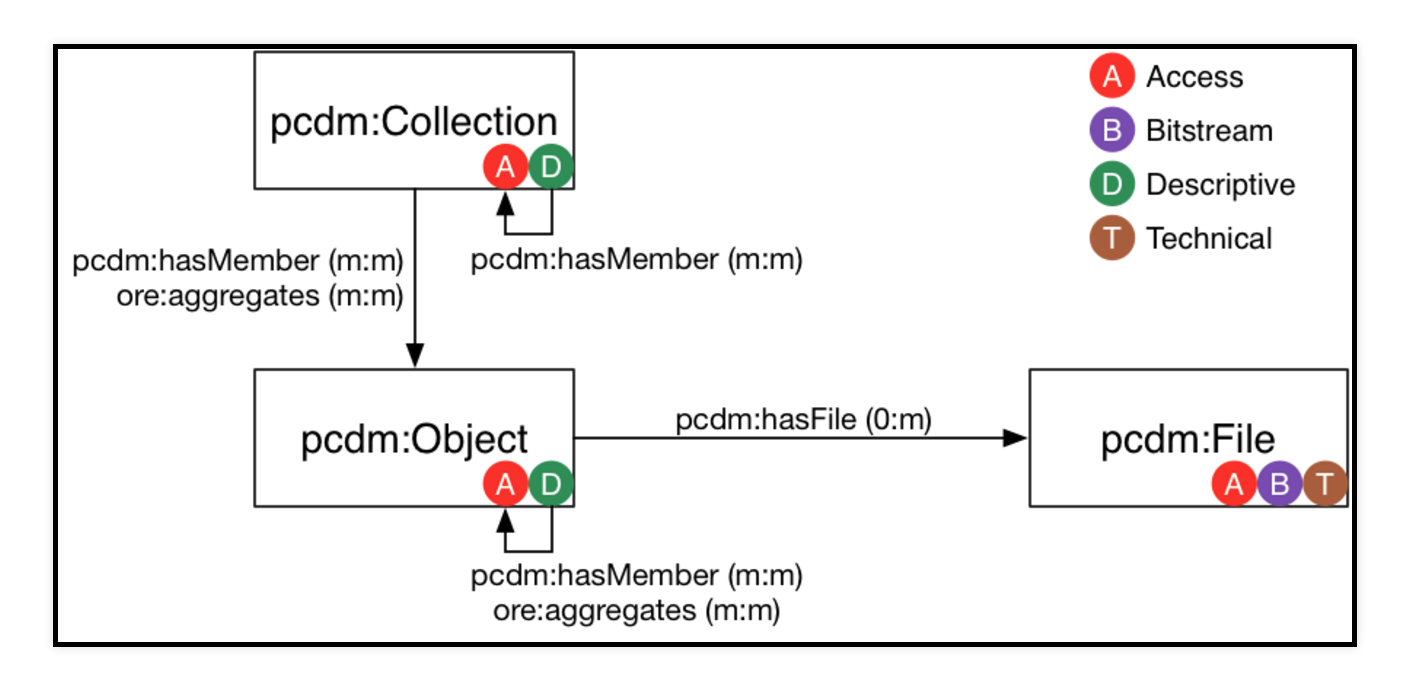 pcdm:Collection
A D
pcdm:hasMember (m:m)
ore:aggregates (m:m)
pcdm:hasMember (m:m)
pcdm:Object
A D
pcdm:hasMember (m:m)
ore:aggregates (m:m)
pcdm:hasFile (0:m)
pcdm:File
A B T
A Access
B Bitstream
D Descriptive
T Technical